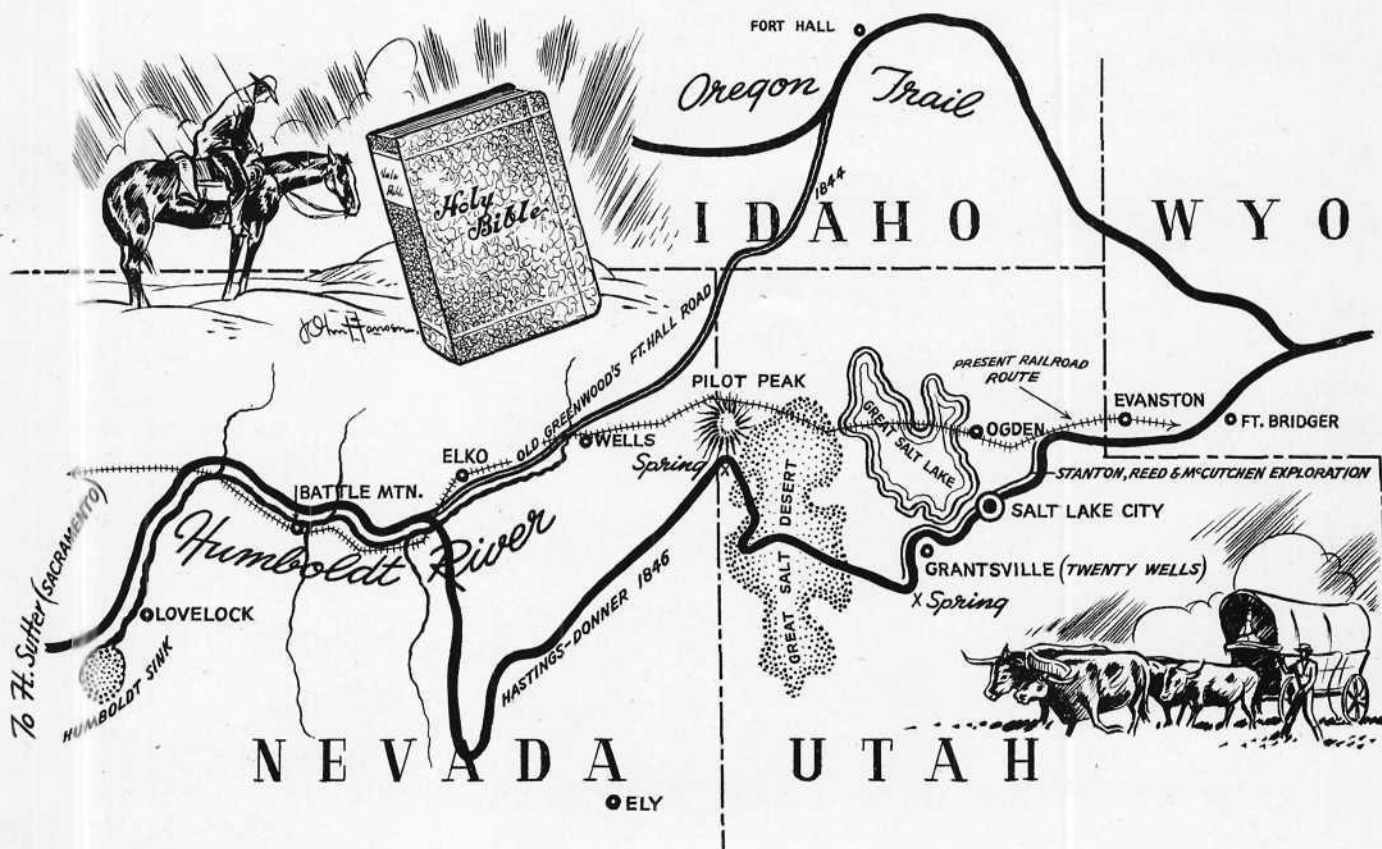 FORT HALL
Oregon Trail
1844
IDAHO
WYO
Holy
Bible
Holy
Bible
OLD GREENWOOD'S FT. HALL ROAD
PILOT PEAK
PRESENT RAILROAD
ROUTE
GREAT SALT LAKE
EVANSTON
FT. BRIDGER
OGDEN
WELLS
ELKO
Spring
BATTLE MTN.
STANTON, REED & McCUTCHEN EXPLORATION
SALT LAKE CITY
Humboldt River
GREAT SALT DESERT
GRANTSVILLE (TWENTY WELLS)
X Spring
HASTINGS-DONNER 1846
LOVELOCK
HUMBOLDT SINK
To Ft. Sutter (SACRAMENTO)
NEVADA
UTAH
ELY